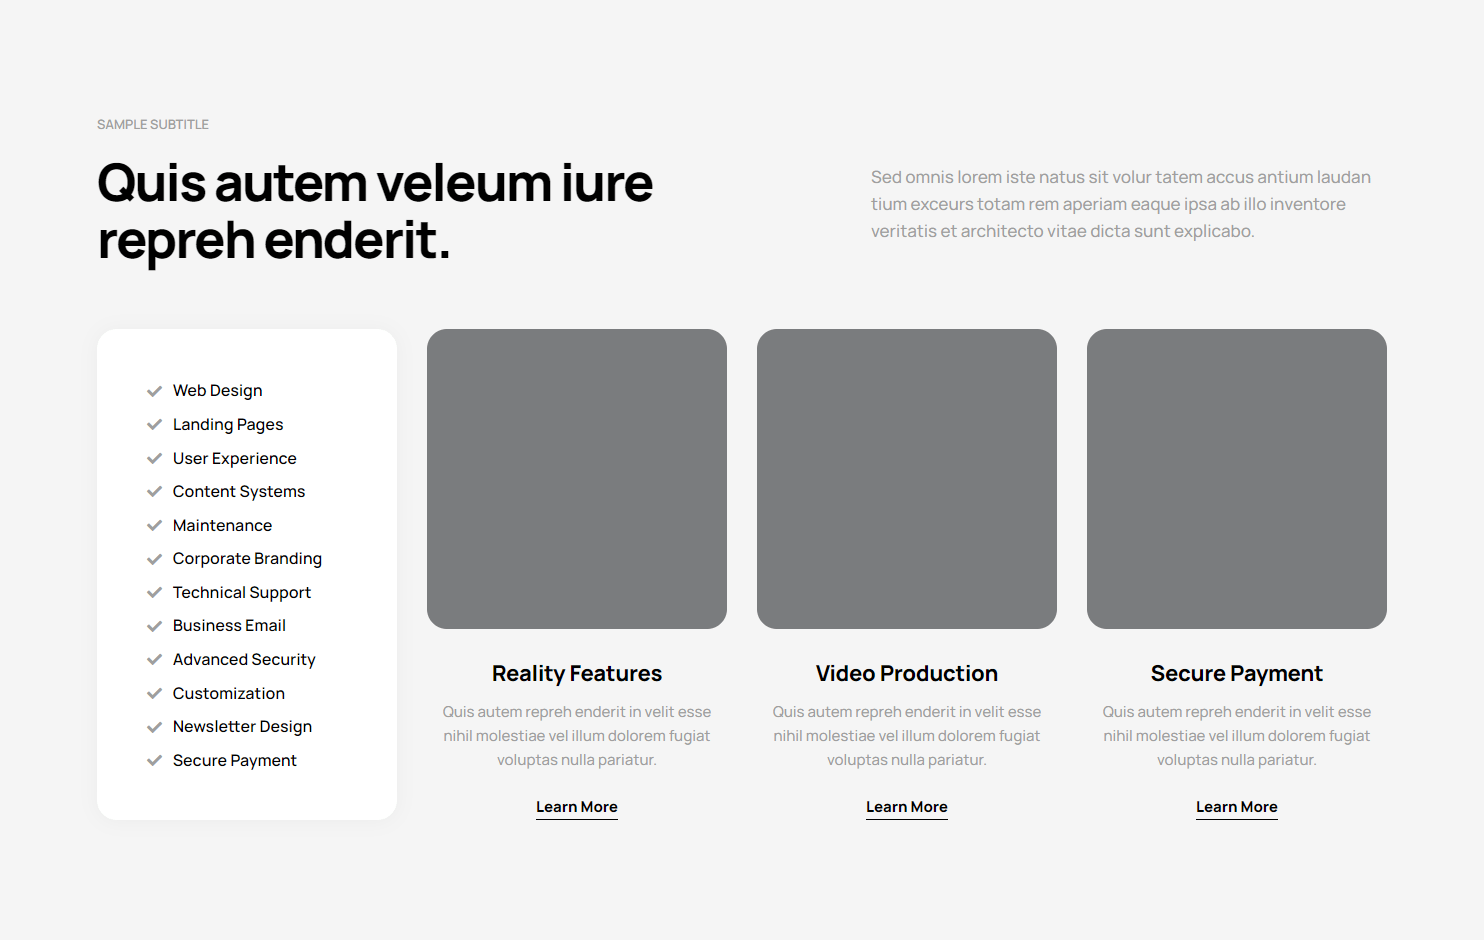 SAMPLE SUBTITLE
Quis autem veleum iure
repreh enderit.
Sed omnis lorem iste natus sit volur tatem accus antium laudan
tium exceurs totam rem aperiam eaque ipsa ab illo inventore
veritatis et architecto vitae dicta sunt explicabo.
Web Design
Landing Pages
User Experience
Content Systems
Maintenance
Corporate Branding
Technical Support
Business Email
Advanced Security
Customization
Newsletter Design
Secure Payment
Reality Features
Quis autem repreh enderit in velit esse
nihil molestiae vel illum dolorem fugiat
voluptas nulla pariatur.
Learn More
Video Production
Quis autem repreh enderit in velit esse
nihil molestiae vel illum dolorem fugiat
voluptas nulla pariatur.
Learn More
Secure Payment
Quis autem repreh enderit in velit esse
nihil molestiae vel illum dolorem fugiat
voluptas nulla pariatur.
Learn More